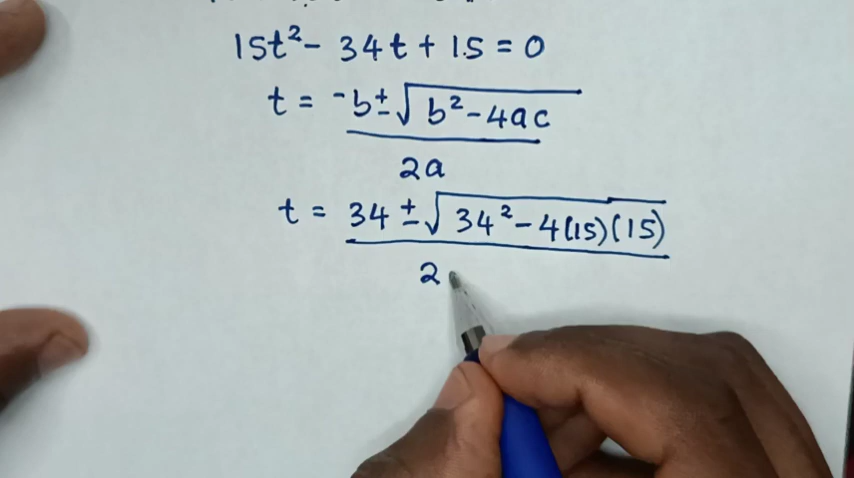 15t² - 34t + 15 = 0
t = -b ± √(b² - 4ac)
2a
t = 34 ± √(34² - 4(15)(15))
2